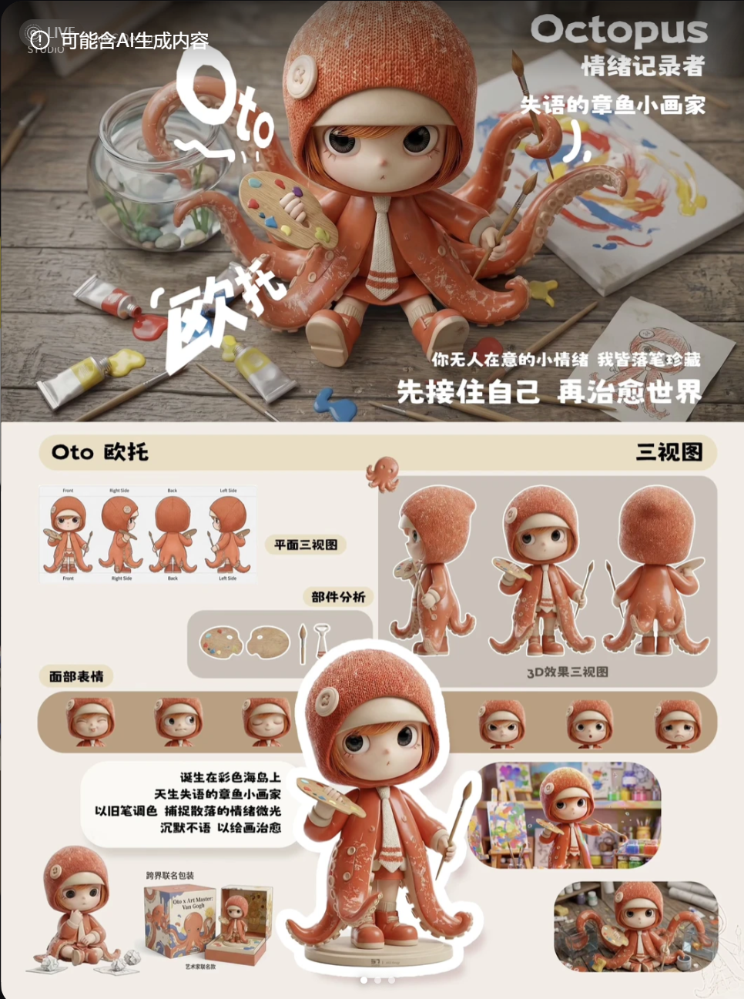 LIVE
STUDIO
可能含AI生成内容
Octopus
情绪记录者
失语的章鱼小画家
Oto
欧托
你无人在意的小情绪 我皆落笔珍藏
先接住自己 再治愈世界
Oto 欧托
三视图
Front
Right Side
Back
Left Side
Front
Right Side
Back
Left Side
平面三视图
部件分析
3D效果三视图
面部表情
诞生在彩色海岛上
天生失语的章鱼小画家
以旧笔调色 捕捉散落的情绪微光
沉默不语 以绘画治愈
跨界联名包装
Oto x Art Master:
Van Gogh
艺术家联名款